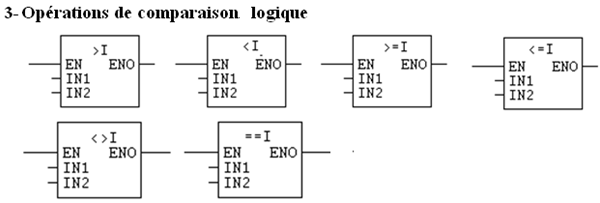 3- Opérations de comparaison logique
>I <I. >=I <=I
EN ENO EN ENO EN ENO EN ENO
IN1 IN1 IN1 IN1
IN2 IN2 IN2 IN2
<>I ==I
EN ENO EN ENO
IN1 IN1
IN2 IN2